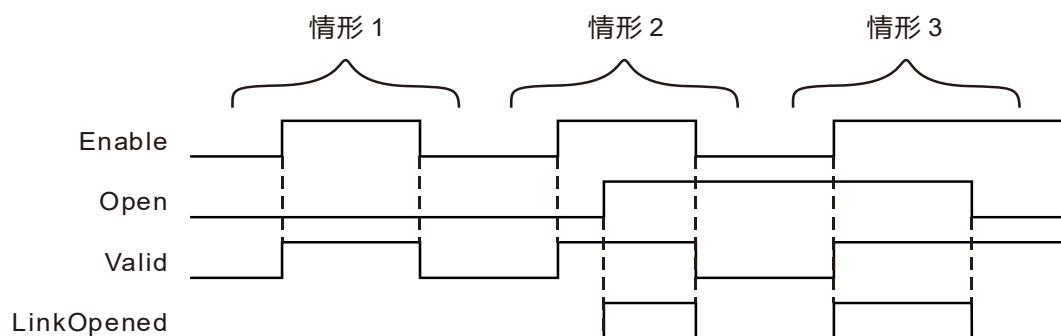 情形 1 情形 2 情形 3
Enable
Open
Valid
LinkOpened